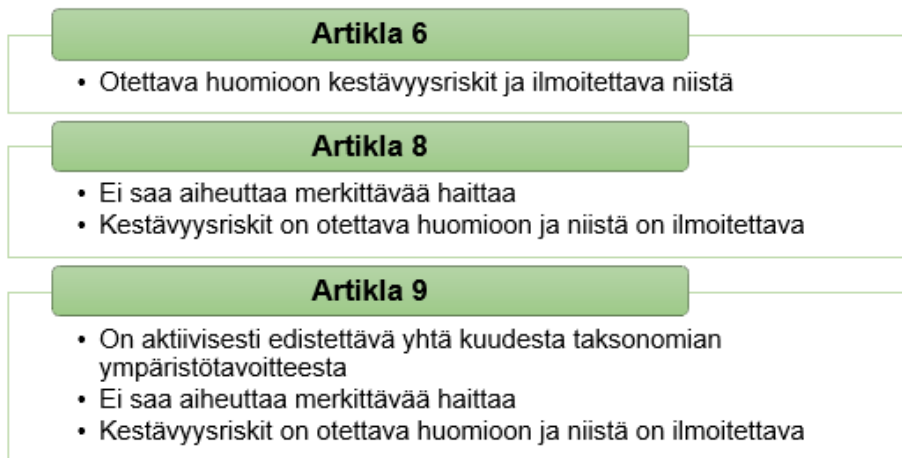 Artikla 6
• Otettava huomioon kestävyysriskit ja ilmoitettava niistä
Artikla 8
• Ei saa aiheuttaa merkittävää haittaa
• Kestävyysriskit on otettava huomioon ja niistä on ilmoitettava
Artikla 9
• On aktiivisesti edistettävä yhtä kuudesta taksonomian
ympäristötavoitteesta
• Ei saa aiheuttaa merkittävää haittaa
• Kestävyysriskit on otettava huomioon ja niistä on ilmoitettava